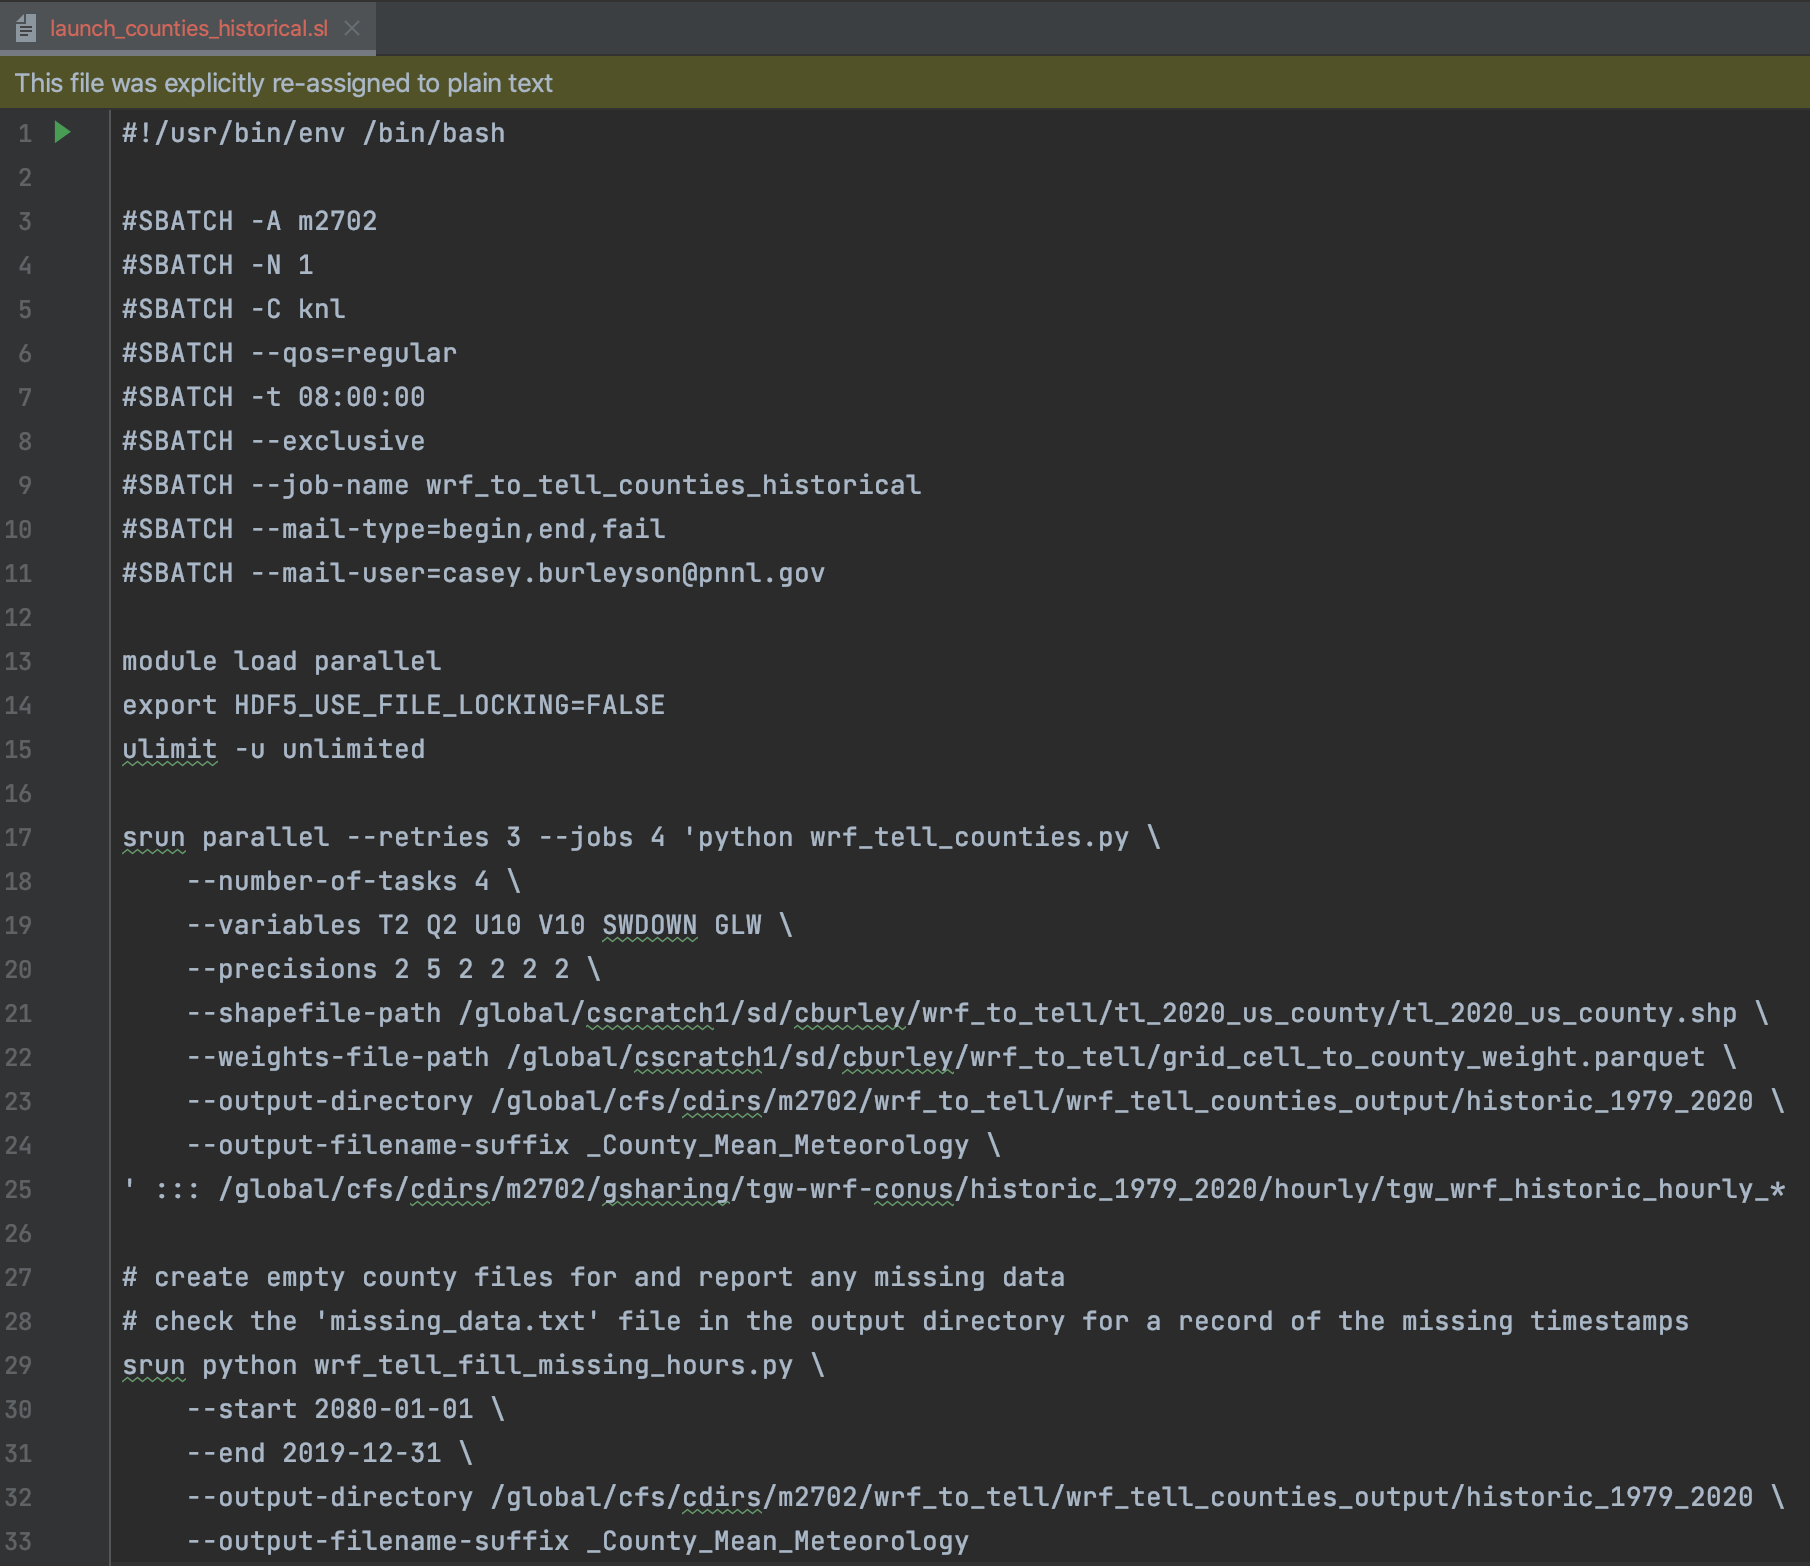 launch_counties_historical.sl
This file was explicitly re-assigned to plain text
1 #!/usr/bin/env /bin/bash
2
3 #SBATCH -A m2702
4 #SBATCH -N 1
5 #SBATCH -C knl
6 #SBATCH --qos=regular
7 #SBATCH -t 08:00:00
8 #SBATCH --exclusive
9 #SBATCH --job-name wrf_to_tell_counties_historical
10 #SBATCH --mail-type=begin,end,fail
11 #SBATCH --mail-user=casey.burleyson@pnnl.gov
12
13 module load parallel
14 export HDF5_USE_FILE_LOCKING=FALSE
15 ulimit -u unlimited
16
17 srun parallel --retries 3 --jobs 4 'python wrf_tell_counties.py \
18     --number-of-tasks 4 \
19     --variables T2 Q2 U10 V10 SWDOWN GLW \
20     --precisions 2 5 2 2 2 2 \
21     --shapefile-path /global/cscratch1/sd/cburley/wrf_to_tell/tl_2020_us_county/tl_2020_us_county.shp \
22     --weights-file-path /global/cscratch1/sd/cburley/wrf_to_tell/grid_cell_to_county_weight.parquet \
23     --output-directory /global/cfs/cdirs/m2702/wrf_to_tell/wrf_tell_counties_output/historic_1979_2020 \
24     --output-filename-suffix _County_Mean_Meteorology \
25 ' ::: /global/cfs/cdirs/m2702/gsharing/tgw-wrf-conus/historic_1979_2020/hourly/tgw_wrf_historic_hourly_*
26
27 # create empty county files for and report any missing data
28 # check the 'missing_data.txt' file in the output directory for a record of the missing timestamps
29 srun python wrf_tell_fill_missing_hours.py \
30     --start 2080-01-01 \
31     --end 2019-12-31 \
32     --output-directory /global/cfs/cdirs/m2702/wrf_to_tell/wrf_tell_counties_output/historic_1979_2020 \
33     --output-filename-suffix _County_Mean_Meteorology